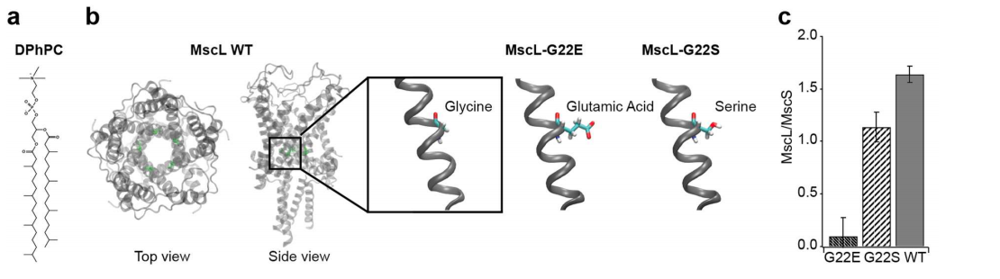 a
DPhPC
b
MscL WT
Top view
Side view
Glycine
MscL-G22E
Glutamic Acid
MscL-G22S
Serine
c
MscL/MscS
2.0
1.5
1.0
0.5
0.0
G22E G22S WT